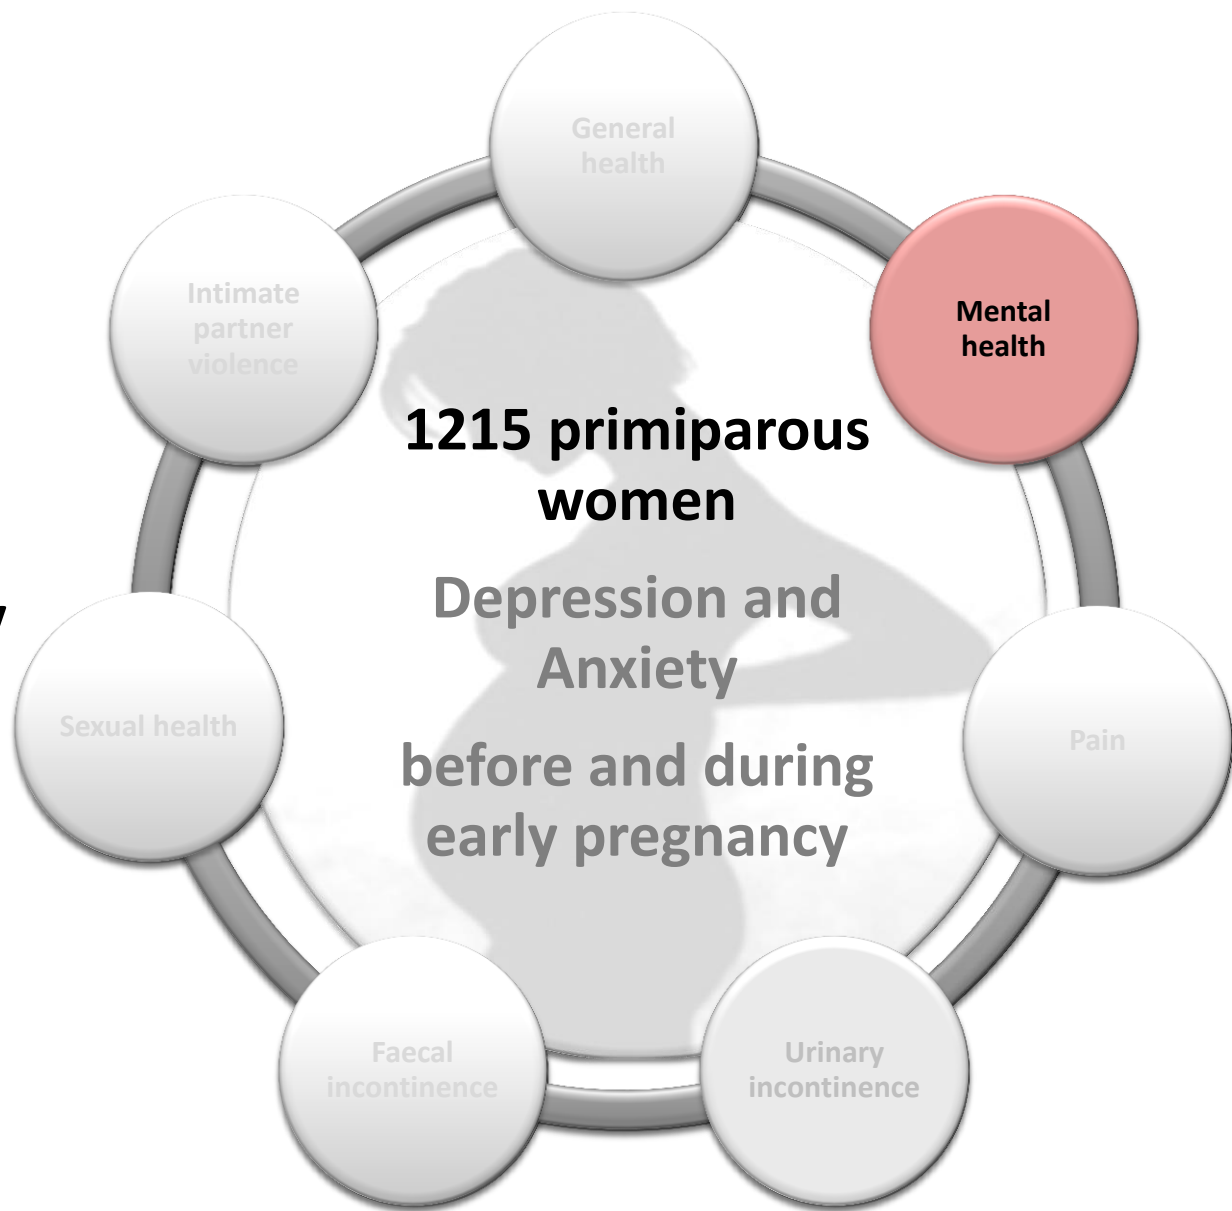 General
health
Mental
health
Intimate
partner
violence
1215 primiparous
women
Depression and
Anxiety
before and during
early pregnancy
Sexual health
Pain
Faecal
incontinence
Urinary
incontinence